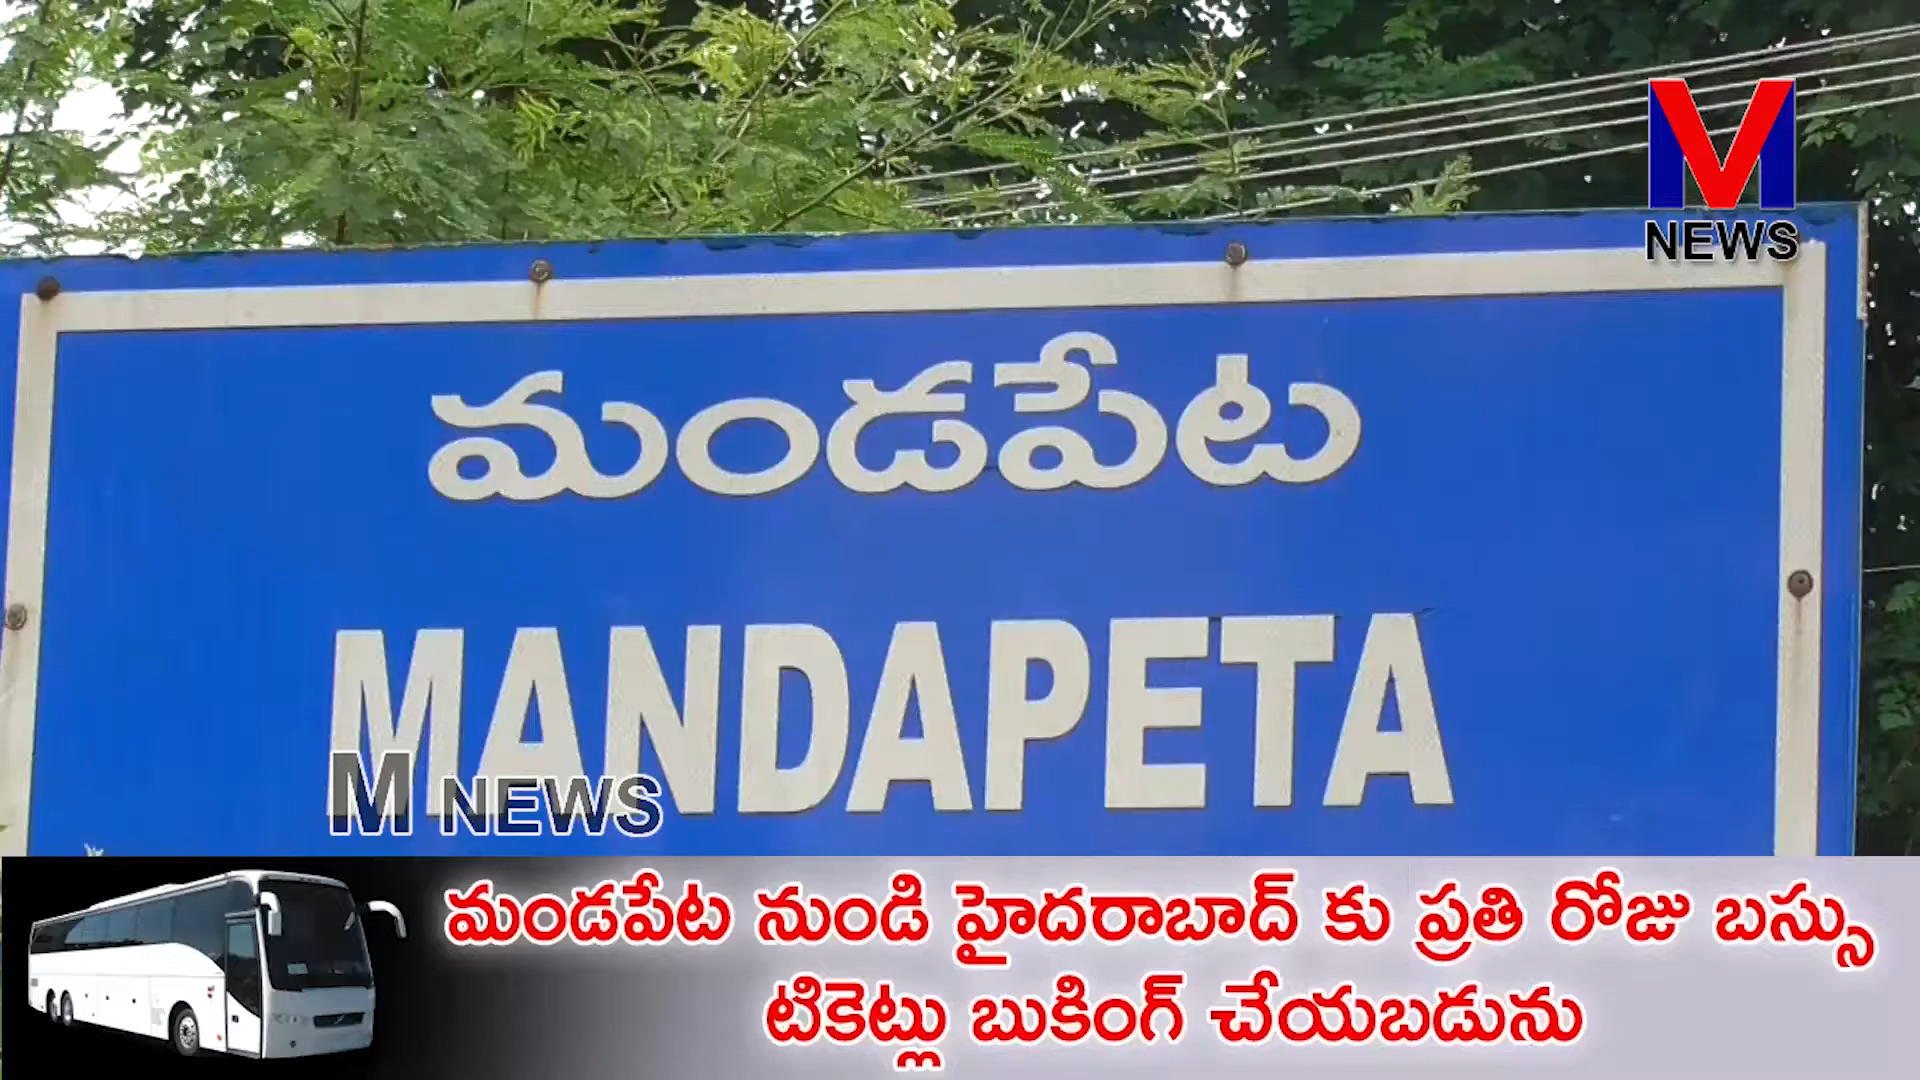 M
NEWS
మండపేట
MANDAPETA
M NEWS
మండపేట నుండి హైదరాబాద్ కు ప్రతి రోజు బస్సు
టికెట్లు బుకింగ్ చేయబడును